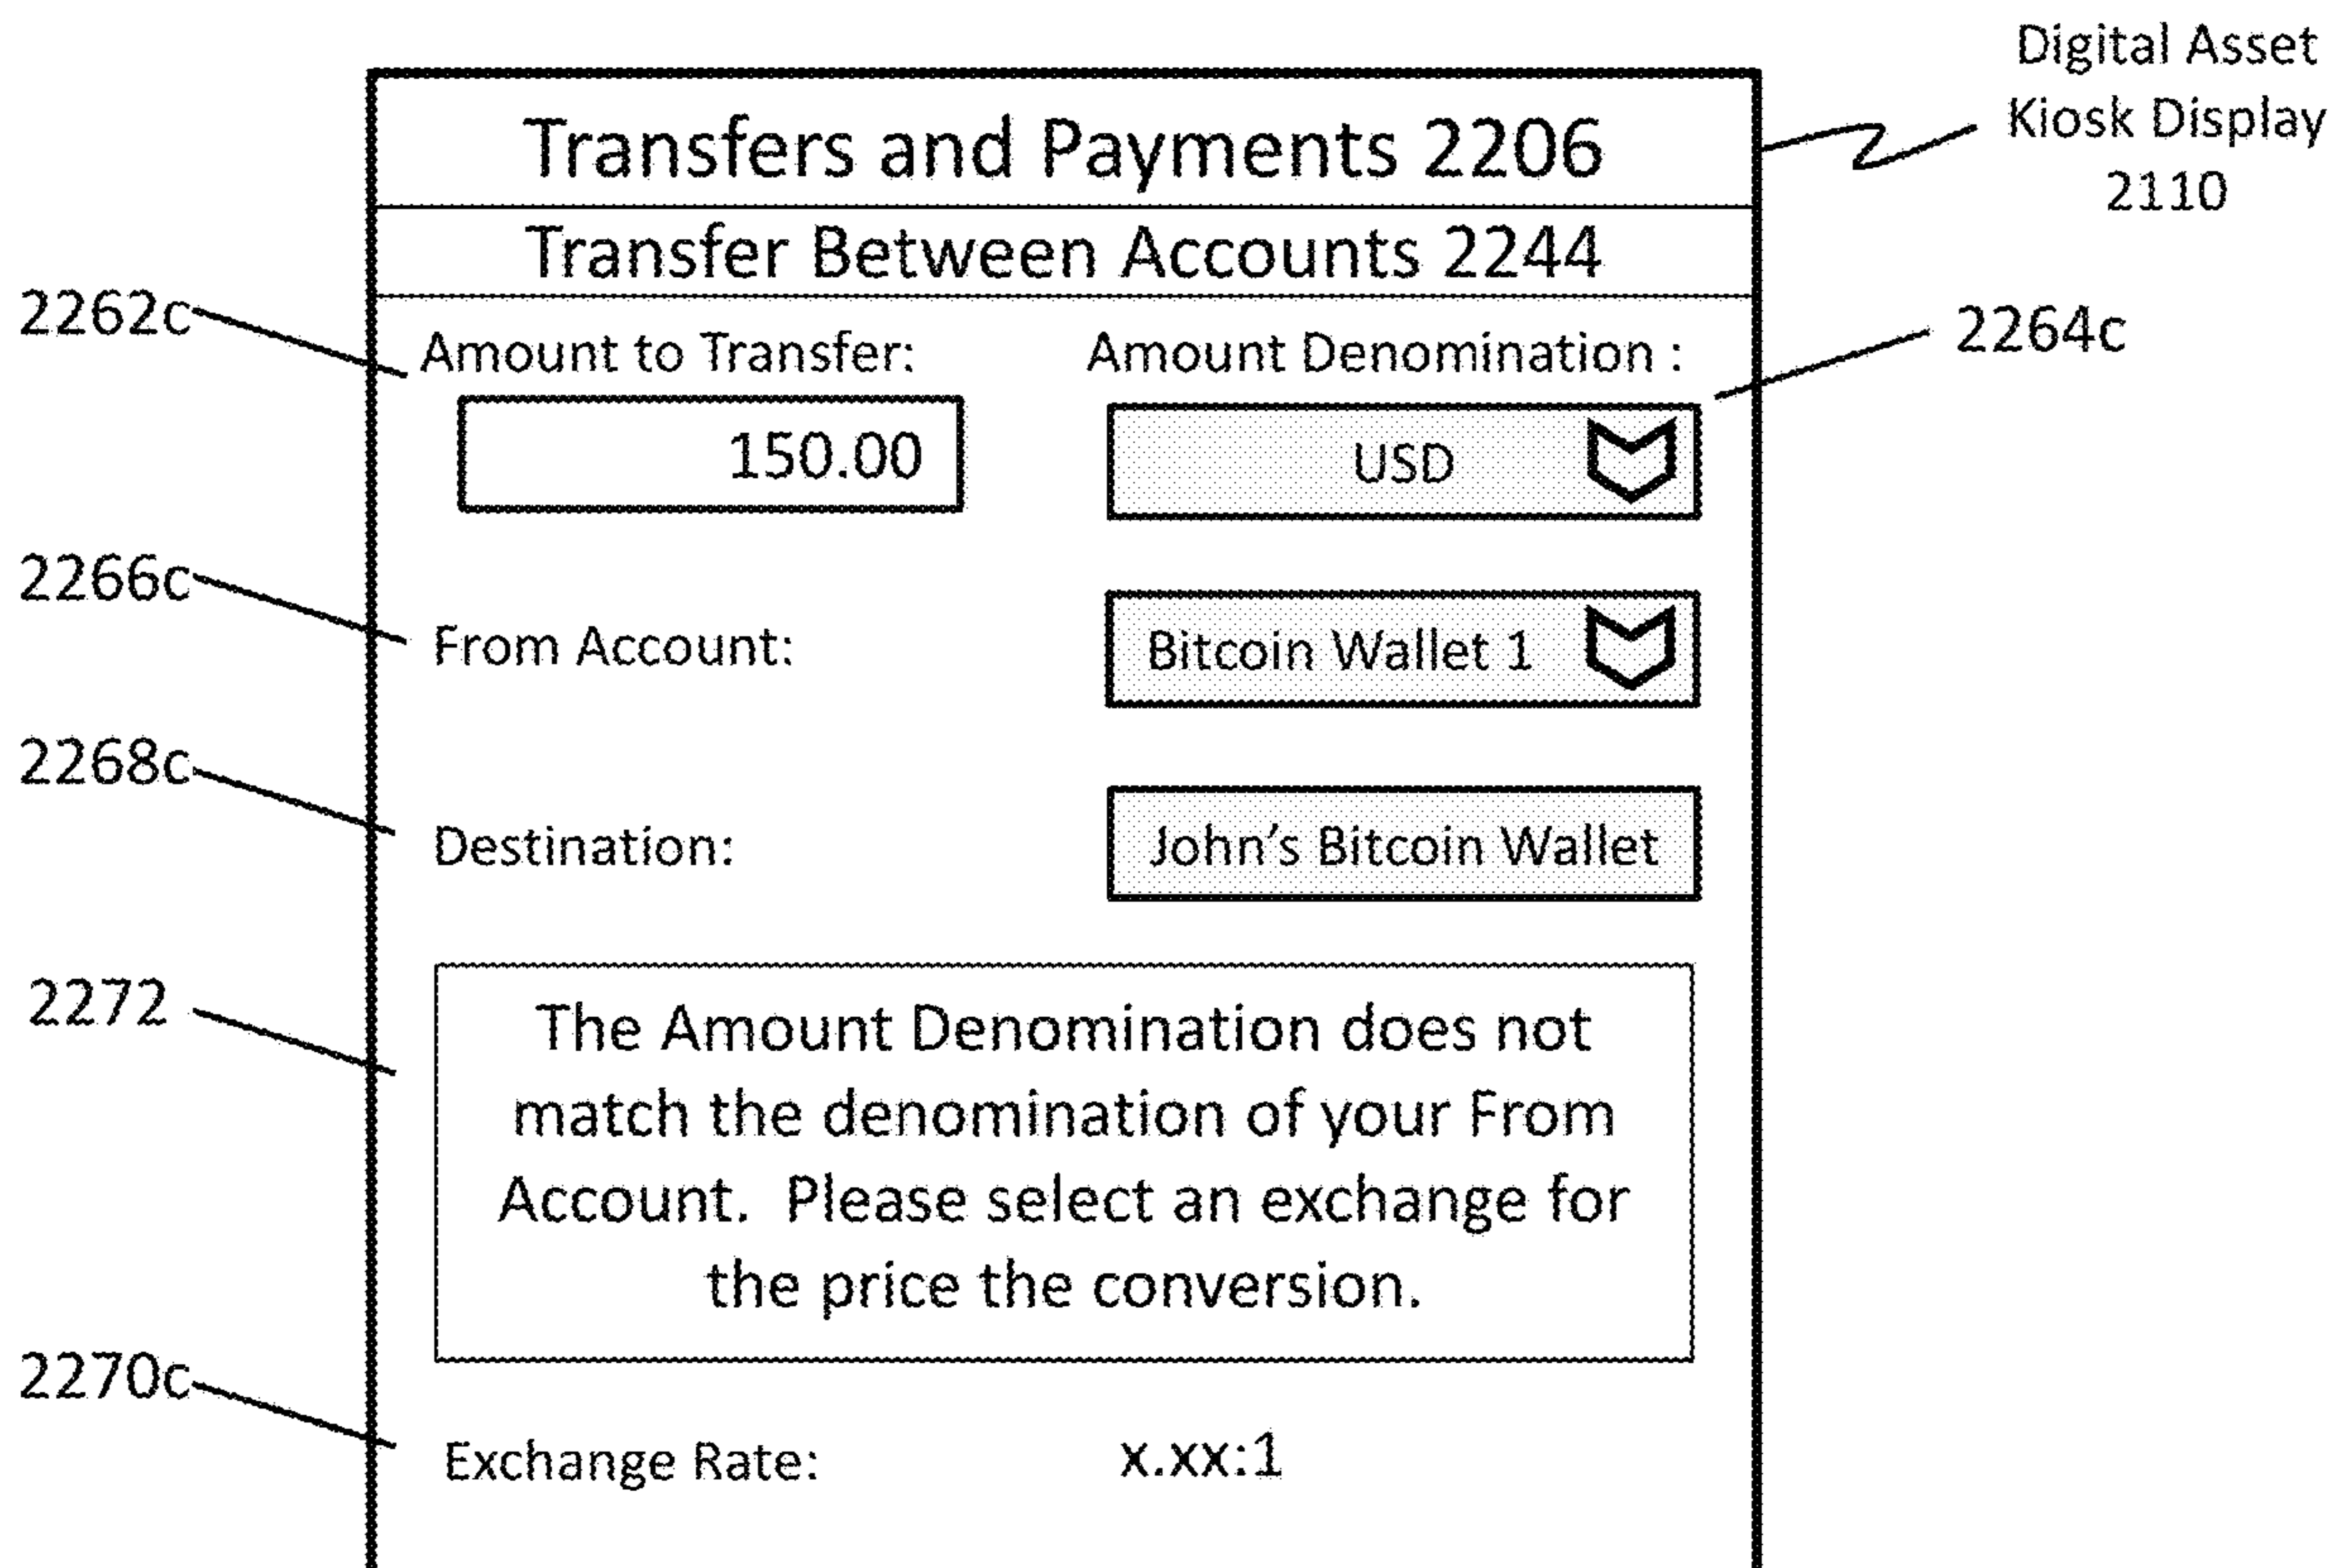 Digital Asset
Kiosk Display
2110
Transfers and Payments 2206
Transfer Between Accounts 2244
2262c
2264c
Amount to Transfer:
Amount Denomination :
150.00
USD
2266c
From Account:
Bitcoin Wallet 1
2268c
Destination:
John's Bitcoin Wallet
2272
The Amount Denomination does not
match the denomination of your From
Account.  Please select an exchange for
the price the conversion.
2270c
Exchange Rate:
x.xx:1